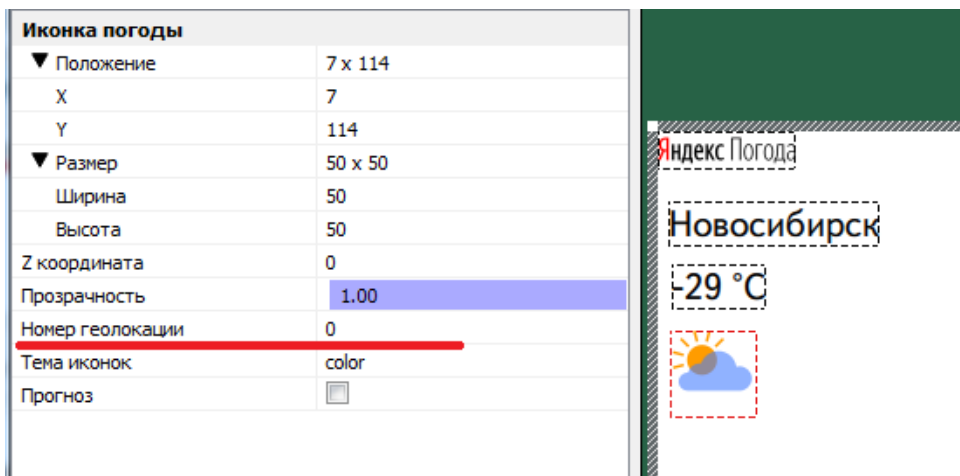 Иконка погоды
Положение 7 x 114
X 7
Y 114
Размер 50 x 50
Ширина 50
Высота 50
Z координата 0
Прозрачность 1.00
Номер геолокации 0
Тема иконок color
Прогноз
Яндекс Погода
Новосибирск
-29 °C